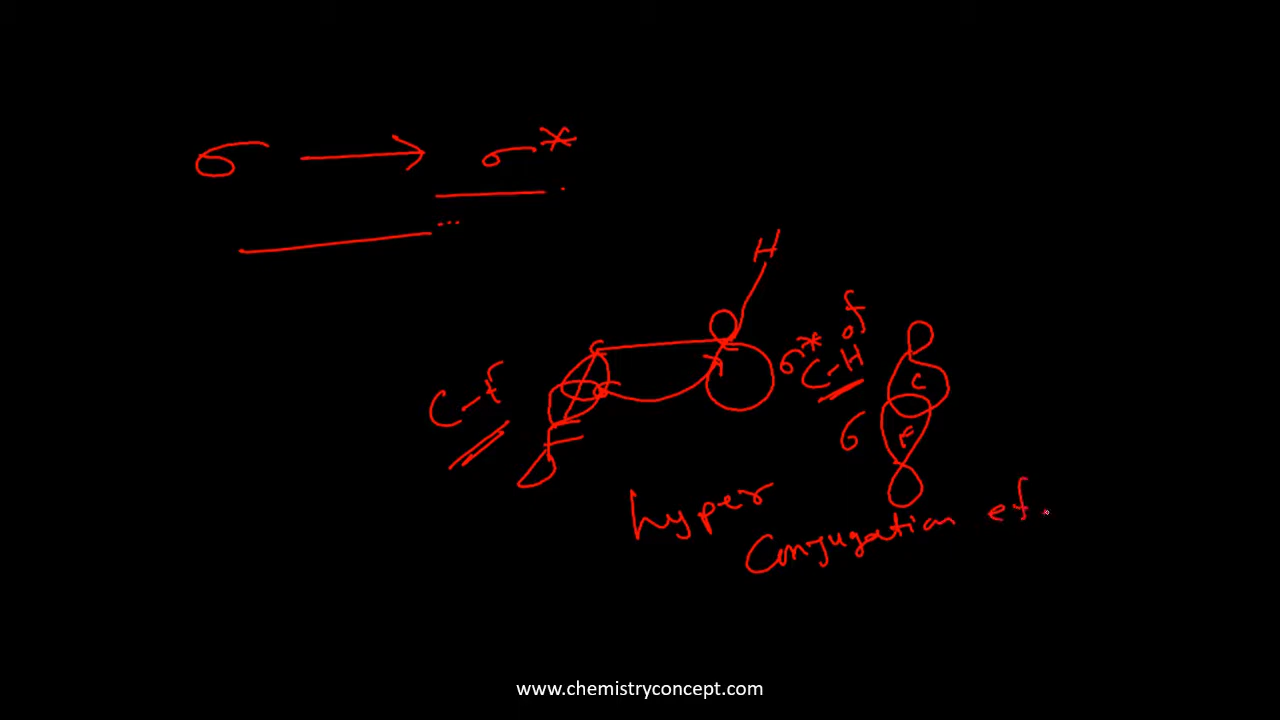 σ → σ*
H
C C
σ* of
C-H
C-F
F
C
σ
F
hyper
Conjugation ef
www.chemistryconcept.com